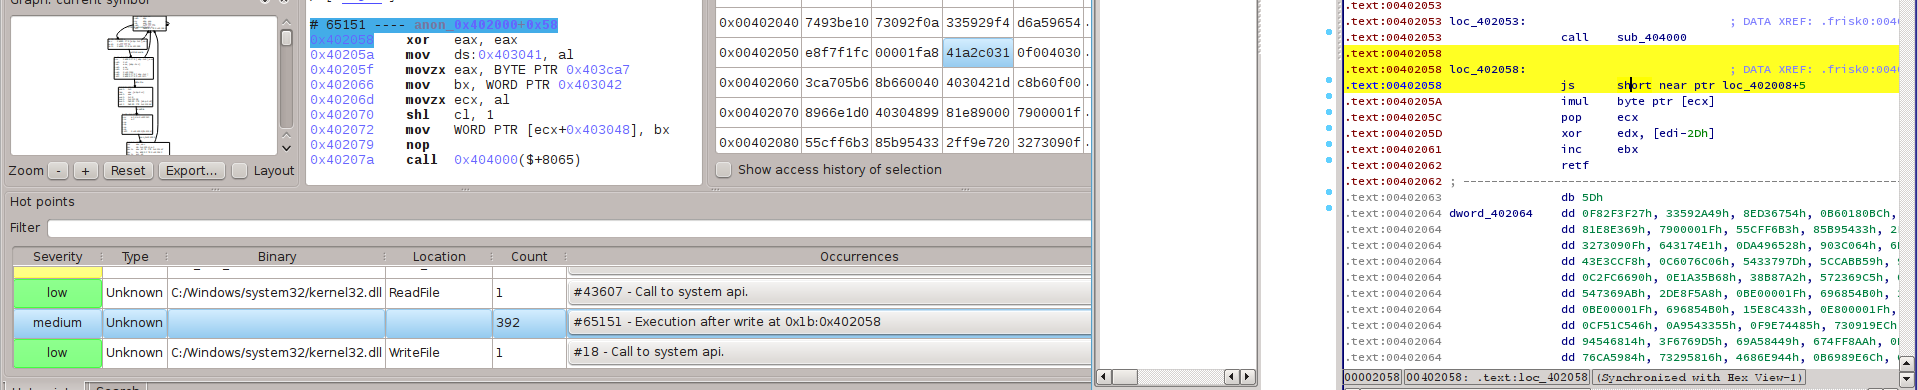 Graph: current symbol
Zoom - + Reset Export... Layout
# 65151 ---- anon_0x402000+0x58
0x402058 xor eax, eax
0x40205a mov ds:0x403041, al
0x40205f movzx eax, BYTE PTR 0x403ca7
0x402066 mov bx, WORD PTR 0x403042
0x40206d movzx ecx, al
0x402070 shl cl, 1
0x402072 mov WORD PTR [ecx+0x403048], bx
0x402079 nop
0x40207a call 0x404000($+8065)
0x00402040 7493be10 73092f0a 335929f4 d6a59654
0x00402050 e8f7f1fc 00001fa8 41a2c031 0f004030
0x00402060 3ca705b6 8b660040 4030421d c8b60f00
0x00402070 8966e1d0 40304899 81e89000 7900001f
0x00402080 55cff6b3 85b95433 2ff9e720 3273090f
Show access history of selection
Hot points
Filter
Severity Type Binary Location Count Occurrences
low Unknown C:/Windows/system32/kernel32.dll ReadFile 1 #43607 - Call to system api.
medium Unknown 392 #65151 - Execution after write at 0x1b:0x402058
low Unknown C:/Windows/system32/kernel32.dll WriteFile 1 #18 - Call to system api.
.text:00402053
.text:00402053 loc_402053: ; DATA XREF: .frisk0:004
.text:00402053 call sub_404000
.text:00402058
.text:00402058 loc_402058: ; DATA XREF: .frisk0:004
.text:00402058 js short near ptr loc_402008+5
.text:0040205A imul byte ptr [ecx]
.text:0040205C pop ecx
.text:0040205D xor edx, [edi-2Dh]
.text:00402061 inc ebx
.text:00402062 retf
.text:00402062 ; ---------------------------------------------------------------
.text:00402063 db 5Dh
.text:00402064 dword_402064 dd 0F82F3F27h, 33592A49h, 8ED36754h, 0B60180BCh,
.text:00402064 dd 81E8E369h, 7900001Fh, 55CFF6B3h, 85B95433h, 2
.text:00402064 dd 3273090Fh, 643174E1h, 0DA496528h, 903C064h, 6
.text:00402064 dd 43E3CCF8h, 0C6076C06h, 5433797Dh, 5CCABB59h,
.text:00402064 dd 0C2FC6690h, 0E1A35B68h, 38B87A2h, 572369C5h,
.text:00402064 dd 547369ABh, 2DE8F5A8h, 0BE00001Fh, 696854B0h,
.text:00402064 dd 0BE00001Fh, 696854B0h, 15E8C433h, 0E800001Fh,
.text:00402064 dd 0CF51C546h, 0A9543355h, 0F9E74485h, 730919ECh,
.text:00402064 dd 94546814h, 3F6769D5h, 69A58449h, 674FF8AAh, 0
.text:00402064 dd 76CA5984h, 73295816h, 4686E944h, 0B6989E6Ch,
00002058 00402058: .text:loc_402058 (Synchronized with Hex View-1)